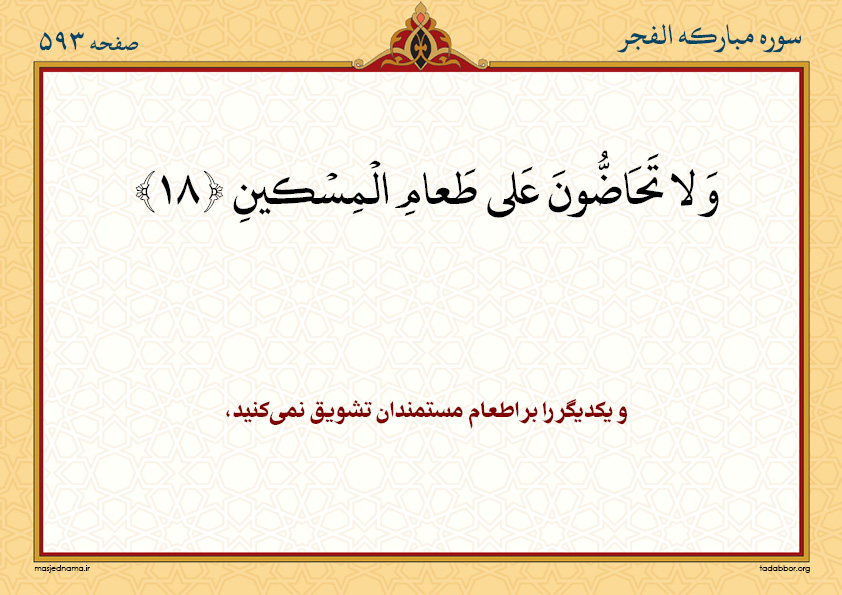 سوره مبارکه الفجر
صفحه ۵۹۳
وَ لا تَحَاضُّونَ عَلى طَعامِ الْمِسْكينِ ﴿۱۸﴾
و یکدیگر را بر اطعام مستمندان تشویق نمی‌کنید،
masjednama.ir
tadabbor.org